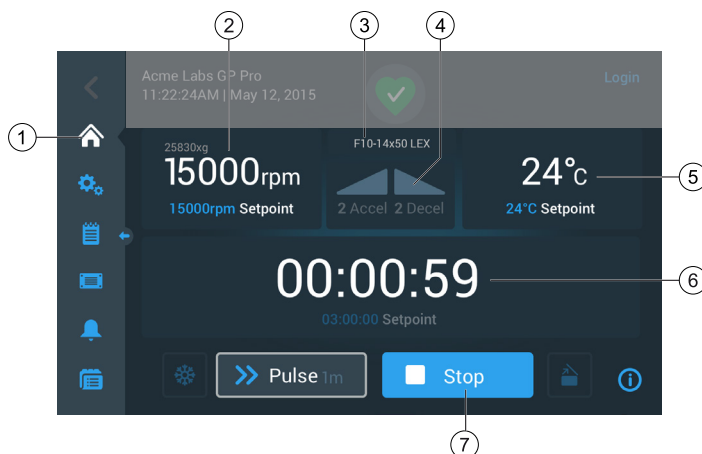 2
3
4
Acme Labs GP Pro
Login
11:22:24AM | May 12, 2015
1
25830xg
F10-14x50 LEX
15000rpm
24°c
5
15000rpm Setpoint
2 Accel 2 Decel
24°C Setpoint
00:00:59
6
03:00:00 Setpoint
Pulse 1m
Stop
7